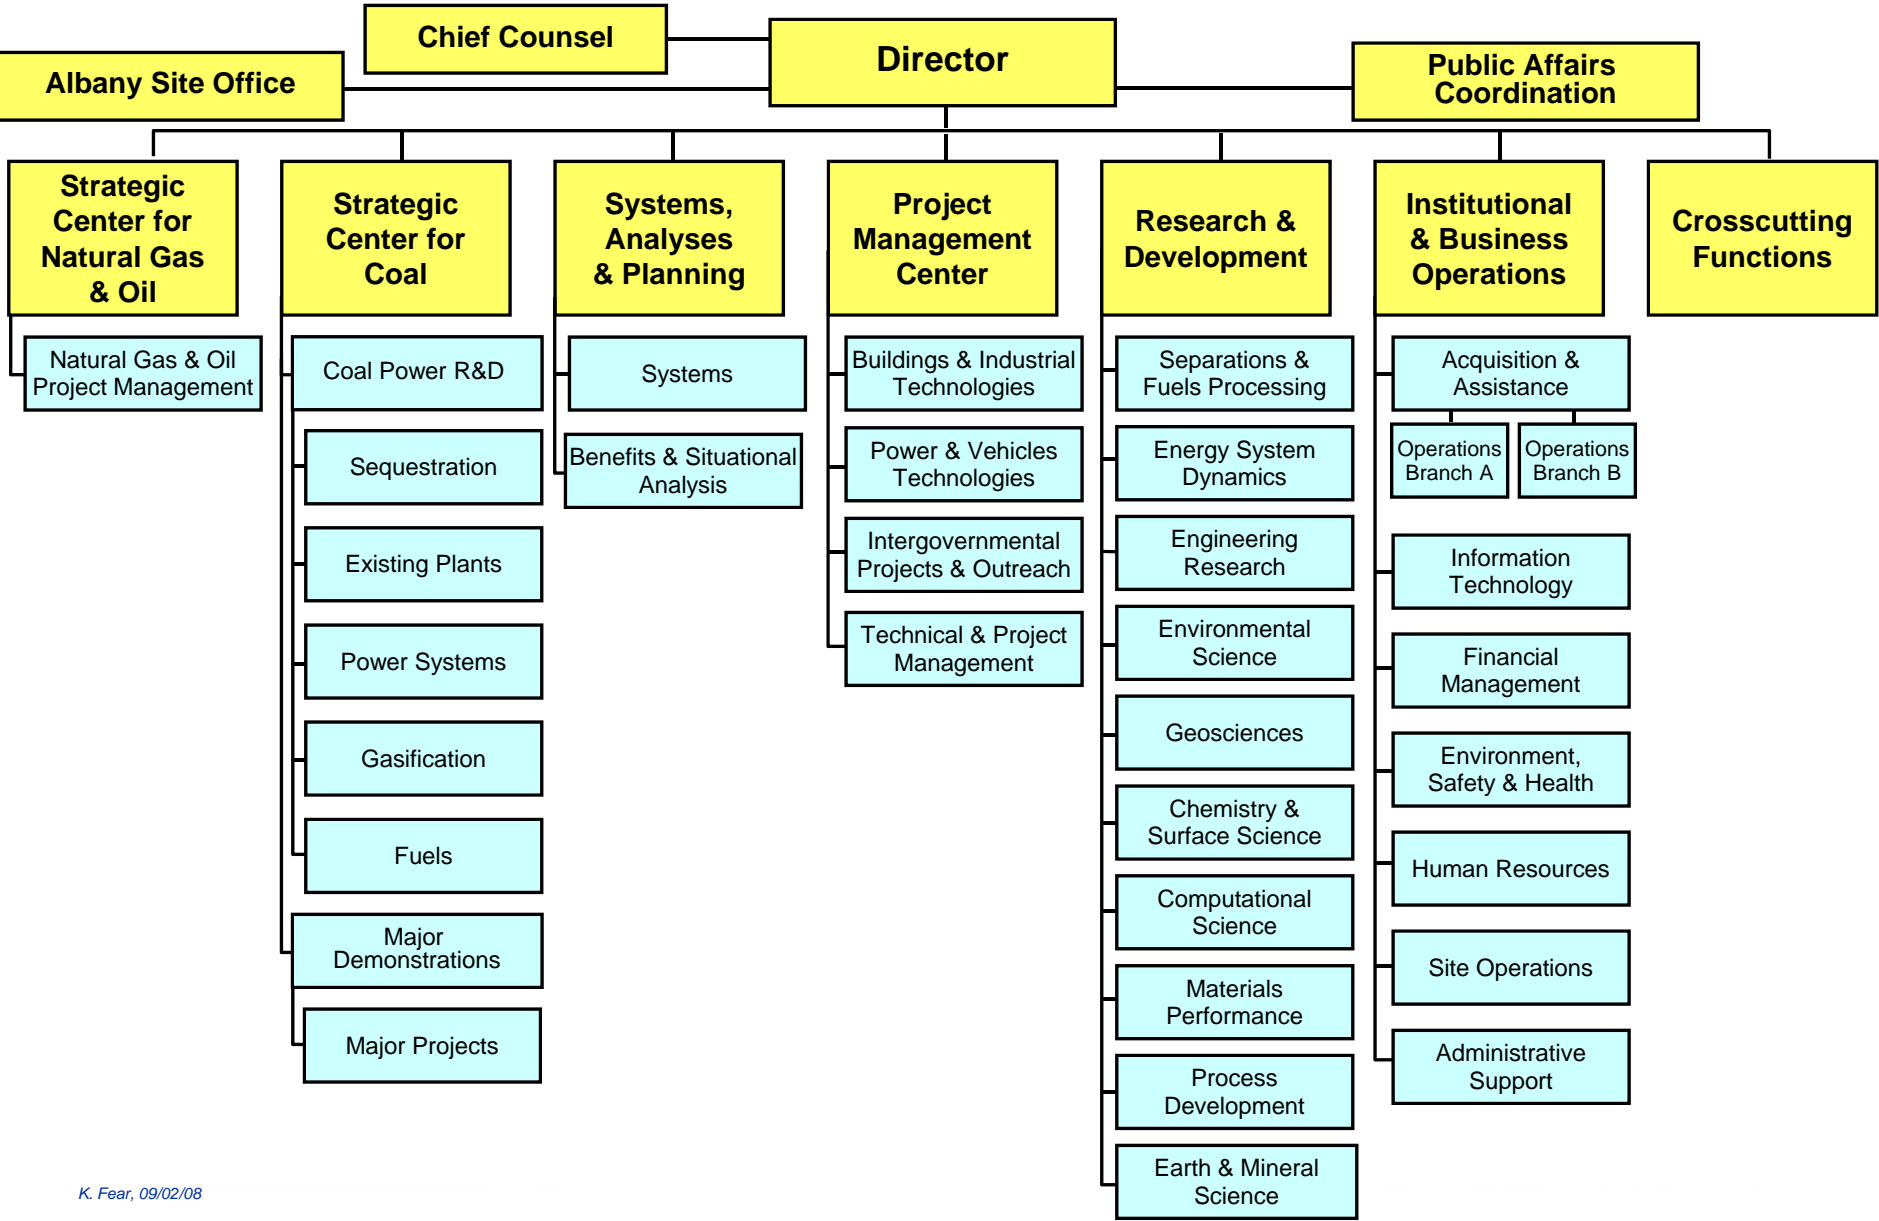 Chief Counsel
Director
Albany Site Office
Public Affairs
Coordination
Strategic
Center for
Natural Gas
& Oil
Natural Gas & Oil
Project Management
Strategic
Center for
Coal
Coal Power R&D
Sequestration
Existing Plants
Power Systems
Gasification
Fuels
Major
Demonstrations
Major Projects
Systems,
Analyses
& Planning
Systems
Benefits & Situational
Analysis
Project
Management
Center
Buildings & Industrial
Technologies
Power & Vehicles
Technologies
Intergovernmental
Projects & Outreach
Technical & Project
Management
Research &
Development
Separations &
Fuels Processing
Energy System
Dynamics
Engineering
Research
Environmental
Science
Geosciences
Chemistry &
Surface Science
Computational
Science
Materials
Performance
Process
Development
Earth & Mineral
Science
Institutional
& Business
Operations
Acquisition &
Assistance
Operations
Branch A
Operations
Branch B
Information
Technology
Financial
Management
Environment,
Safety & Health
Human Resources
Site Operations
Administrative
Support
Crosscutting
Functions
K. Fear, 09/02/08